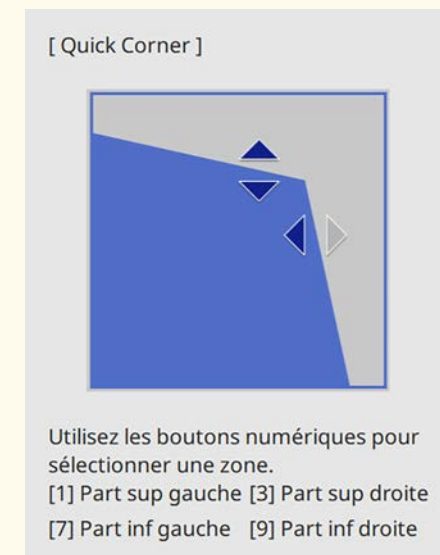 [ Quick Corner ]
Utilisez les boutons numériques pour
sélectionner une zone.
[1] Part sup gauche [3] Part sup droite
[7] Part inf gauche [9] Part inf droite